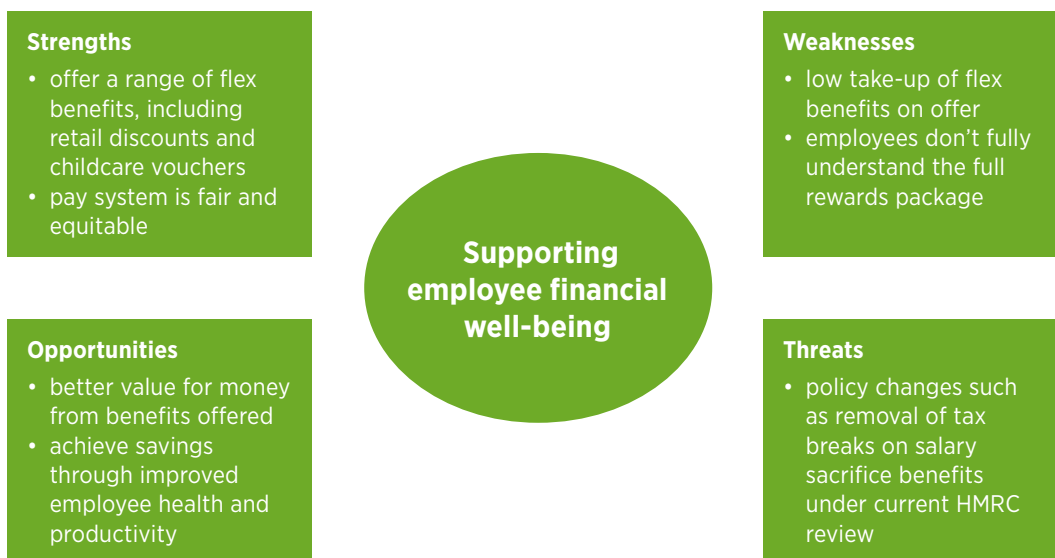 Strengths
• offer a range of flex
benefits, including
retail discounts and
childcare vouchers
• pay system is fair and
equitable
Weaknesses
• low take-up of flex
benefits on offer
• employees don’t fully
understand the full
rewards package
Supporting
employee financial
well-being
Opportunities
• better value for money
from benefits offered
• achieve savings
through improved
employee health and
productivity
Threats
• policy changes such
as removal of tax
breaks on salary
sacrifice benefits
under current HMRC
review